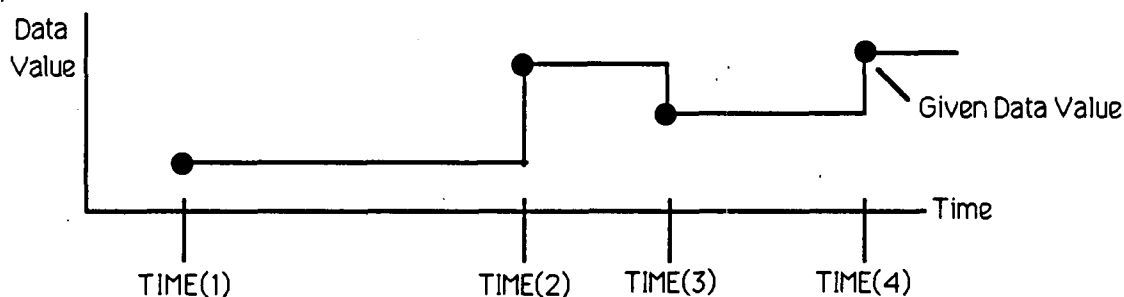 Data
Value
Given Data Value
Time
TIME(1)
TIME(2)
TIME(3)
TIME(4)